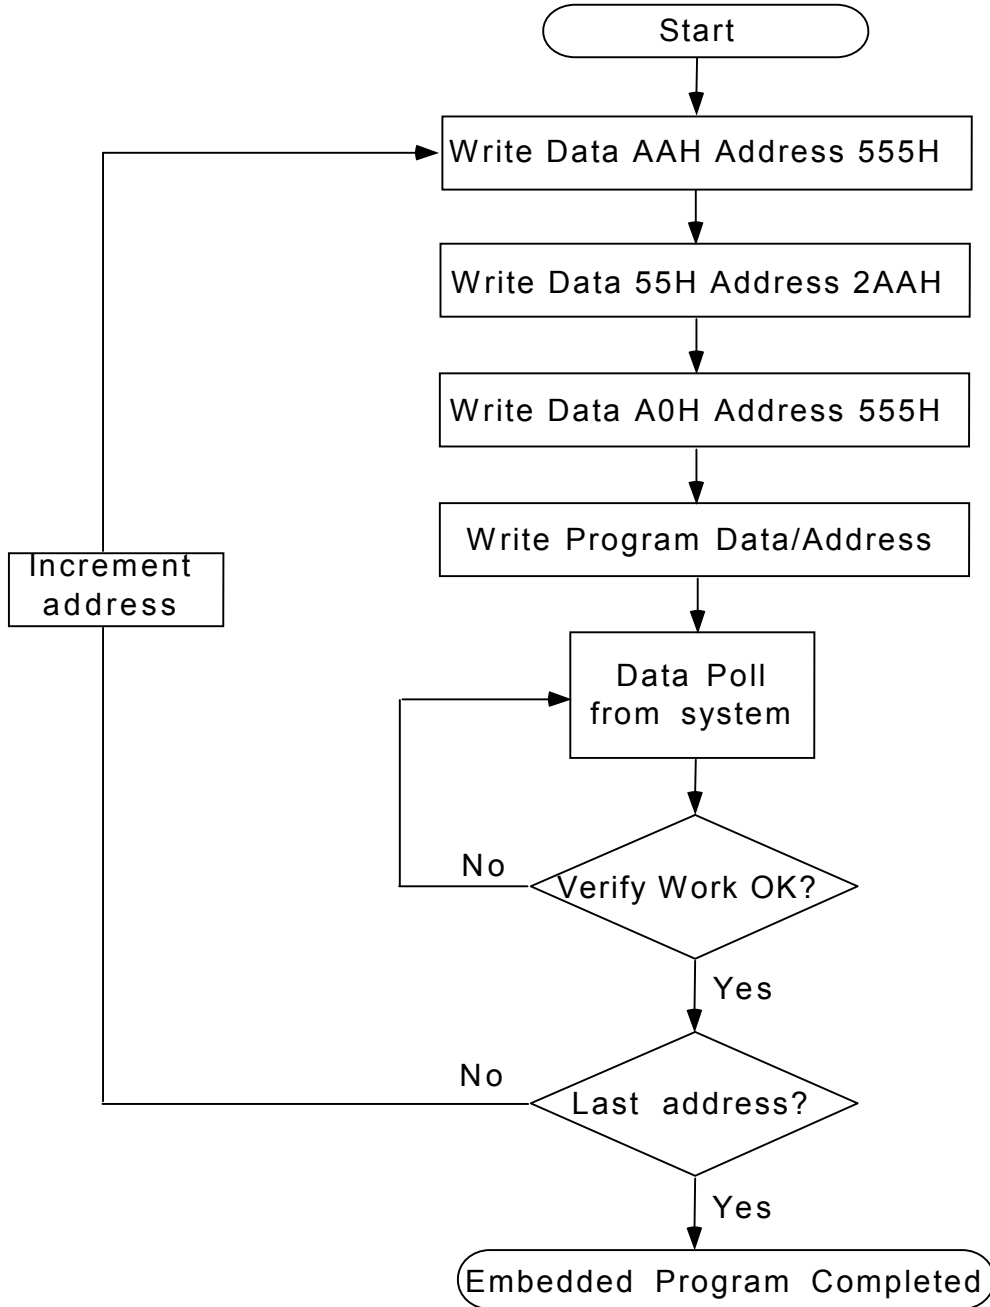 Start
Write Data AAH Address 555H
Write Data 55H Address 2AAH
Write Data A0H Address 555H
Write Program Data/Address
Increment
address
Data Poll
from system
No
Verify Work OK?
Yes
No
Last address?
Yes
Embedded Program Completed